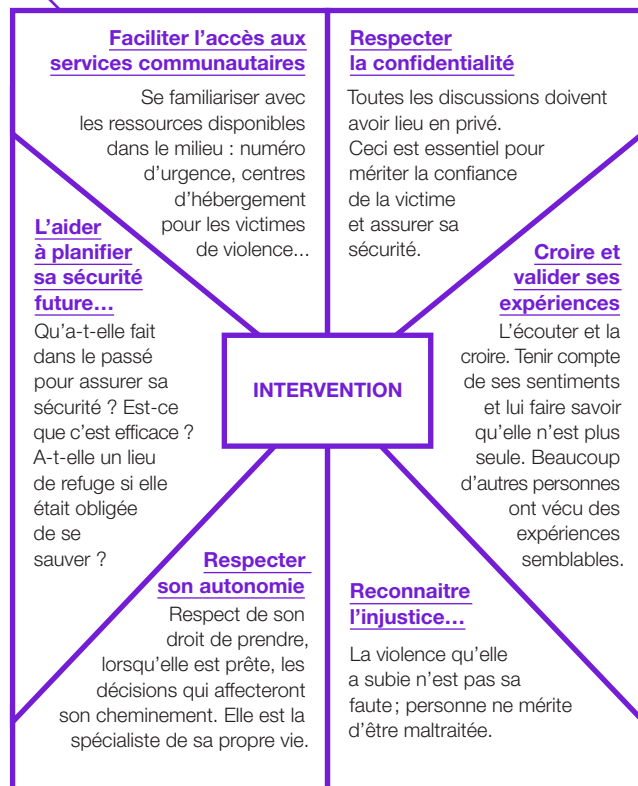 Faciliter l'accès aux
services communautaires
Se familiariser avec
les ressources disponibles
dans le milieu : numéro
d'urgence, centres
d'hébergement
pour les victimes
de violence...
Respecter
la confidentialité
Toutes les discussions doivent
avoir lieu en privé.
Ceci est essentiel pour
mériter la confiance
de la victime
et assurer sa
sécurité.
Croire et
valider ses
expériences
L'écouter et la
croire. Tenir compte
de ses sentiments
et lui faire savoir
qu'elle n'est plus
seule. Beaucoup
d'autres personnes
ont vécu des
expériences
semblables.
Reconnaitre
l'injustice…
La violence qu'elle
a subie n'est pas sa
faute ; personne ne mérite
d'être maltraitée.
Respecter
son autonomie
Respect de son
droit de prendre,
lorsqu'elle est prête, les
décisions qui affecteront
son cheminement. Elle est la
spécialiste de sa propre vie.
L'aider
à planifier
sa sécurité
future…
Qu'a-t-elle fait
dans le passé
pour assurer sa
sécurité ? Est-ce
que c'est efficace ?
A-t-elle un lieu
de refuge si elle
était obligée
de se
sauver ?
INTERVENTION